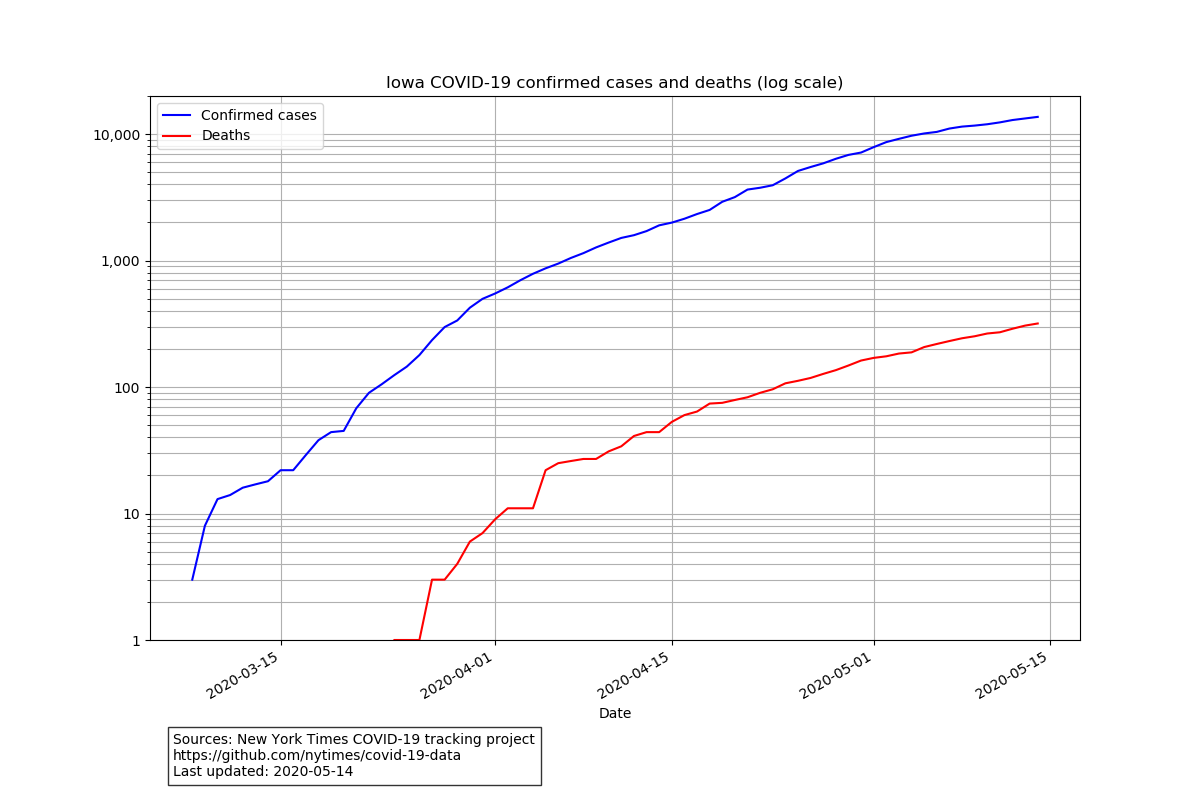 Iowa COVID-19 confirmed cases and deaths (log scale)
Confirmed cases
Deaths
10,000
1,000
100
10
1
2020-03-15
2020-04-01
2020-04-15
2020-05-01
2020-05-15
Date
Sources: New York Times COVID-19 tracking project
https://github.com/nytimes/covid-19-data
Last updated: 2020-05-14